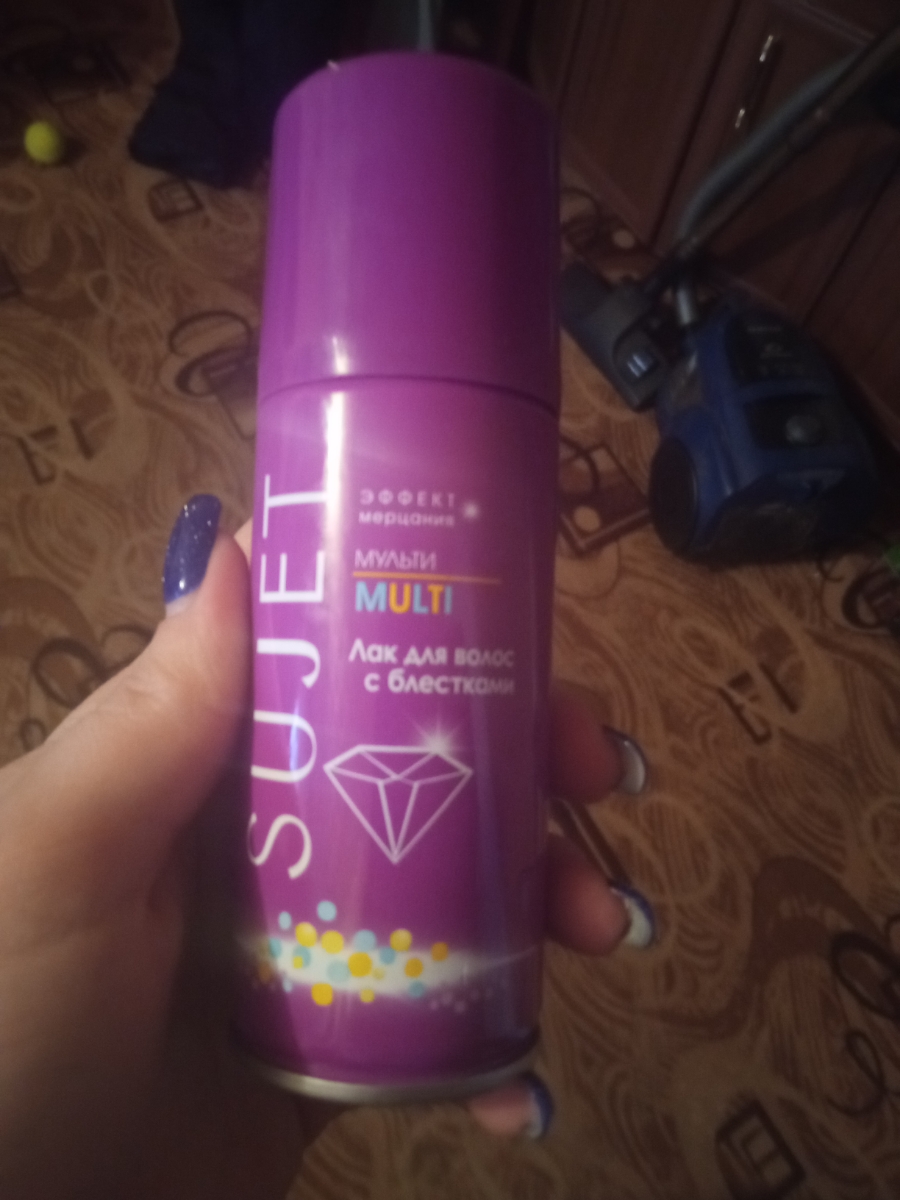 SUJET
ЭФФЕКТ
мерцания
МУЛЬТИ
MULTI
Лак для волос
с блестками